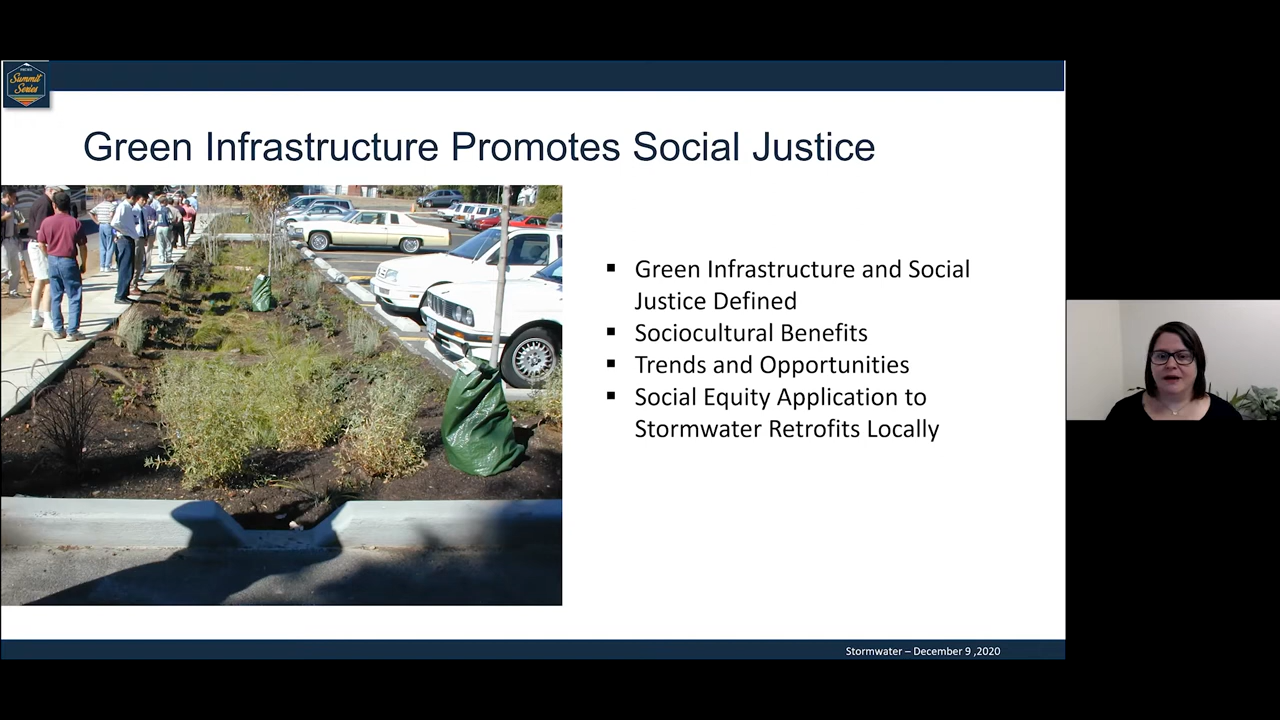 Summit
Series
Green Infrastructure Promotes Social Justice
▪ Green Infrastructure and Social
Justice Defined
▪ Sociocultural Benefits
▪ Trends and Opportunities
▪ Social Equity Application to
Stormwater Retrofits Locally
Stormwater – December 9 ,2020